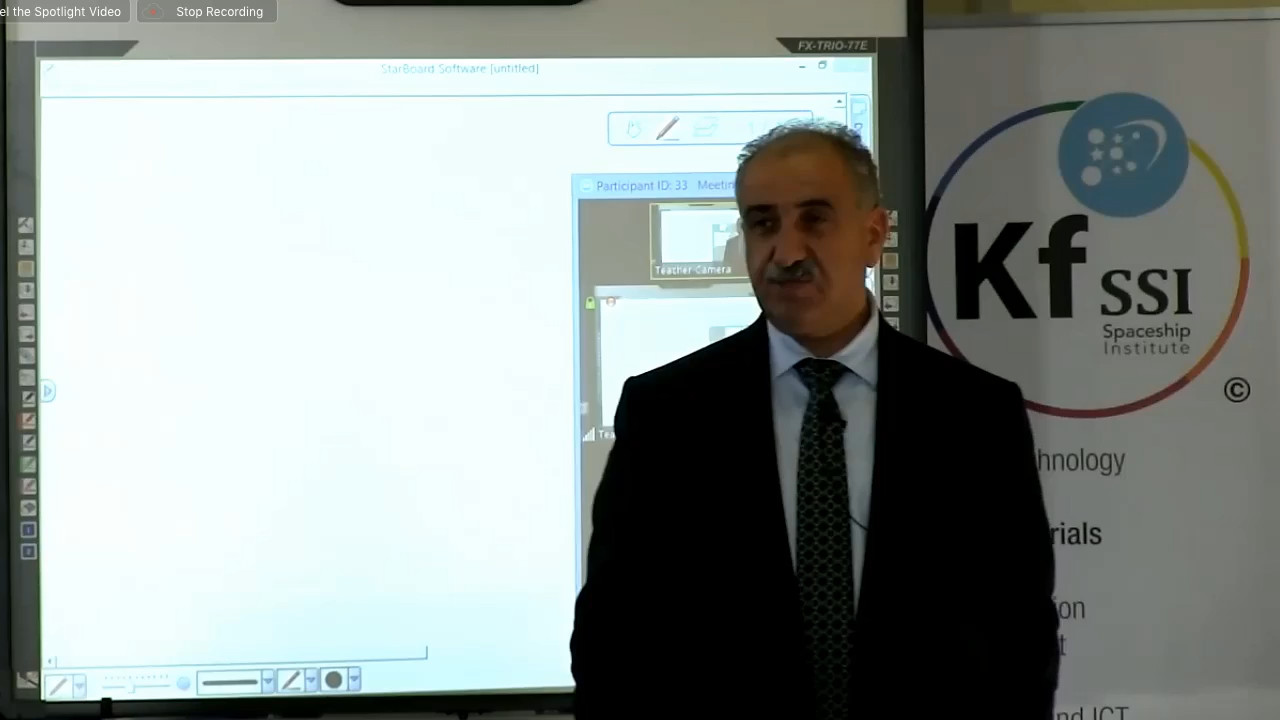 el the Spotlight Video
Stop Recording
FX-TRIO-77E
StarBoard Software [untitled]
Participant ID: 33 Meetin
Teacher Camera
Tea
Kf SSI
Spaceship
Institute
©
hnology
rials
ion
t
nd ICT